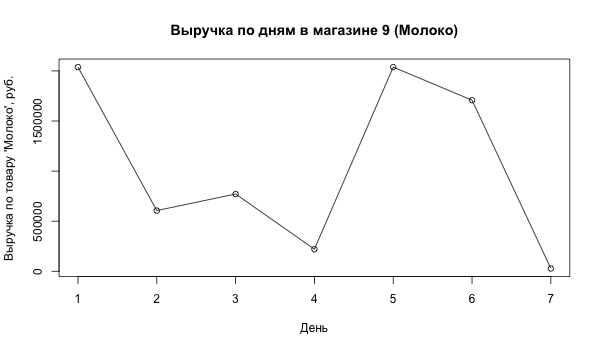 Выручка по дням в магазине 9 (Молоко)
Выручка по товару 'Молоко', руб.
1500000
500000
0
1 2 3 4 5 6 7
День